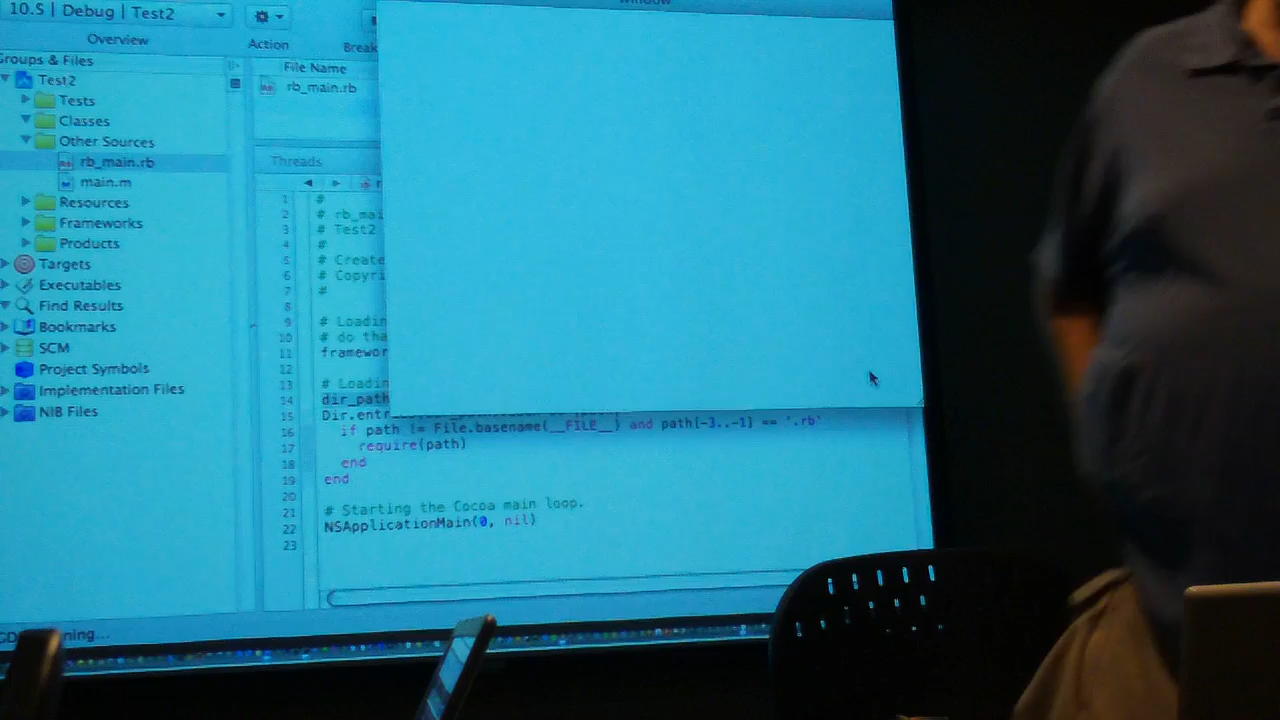 10.5 | Debug | Test2
Window
Overview
Action
Break
Groups & Files
File Name
Test2
rb_main.rb
Tests
Classes
Other Sources
Threads
rb_main.rb
main.m
Resources
Frameworks
Products
Targets
Executables
Find Results
Bookmarks
SCM
Project Symbols
Implementation Files
NIB Files
1 #
2 # rb_mai
3 # Test2
4 #
5 # Create
6 # Copyri
7 #
8
9 # Loadin
10 # do tha
11 framewor
12
13 # Loadin
14 dir_path
15 Dir.entr
16 if path != File.basename(__FILE__) and path[-3..-1] == '.rb'
17 require(path)
18 end
19 end
20
21 # Starting the Cocoa main loop.
22 NSApplicationMain(0, nil)
23